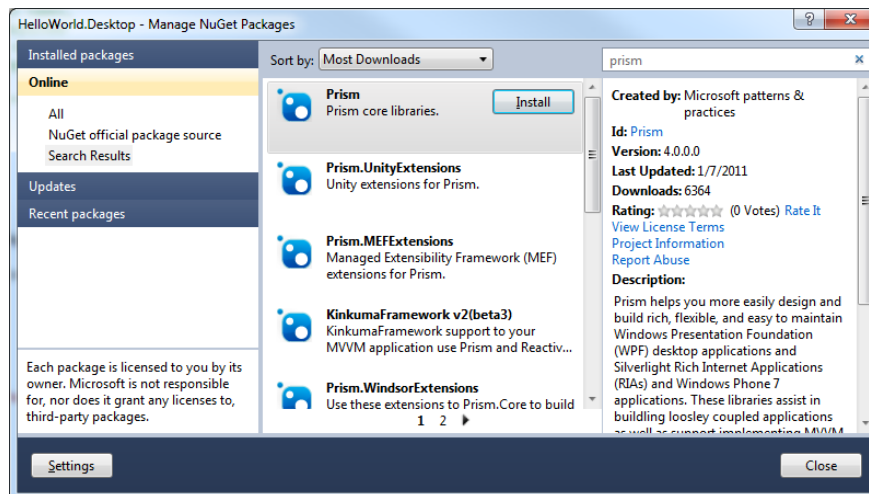 HelloWorld.Desktop - Manage NuGet Packages
Installed packages
Online
All
NuGet official package source
Search Results
Updates
Recent packages
Each package is licensed to you by its
owner. Microsoft is not responsible
for, nor does it grant any licenses to,
third-party packages.
Sort by: Most Downloads
Prism
Prism core libraries.
Install
Prism.UnityExtensions
Unity extensions for Prism.
Prism.MEFExtensions
Managed Extensibility Framework (MEF)
extensions for Prism.
KinkumaFramework v2(beta3)
KinkumaFramework support to your
MVVM application use Prism and Reactiv...
Prism.WindsorExtensions
Use these extensions to Prism.Core to build
1 2
prism
Created by: Microsoft patterns &
practices
Id: Prism
Version: 4.0.0.0
Last Updated: 1/7/2011
Downloads: 6364
Rating: (0 Votes) Rate It
View License Terms
Project Information
Report Abuse
Description:
Prism helps you more easily design and
build rich, flexible, and easy to maintain
Windows Presentation Foundation
(WPF) desktop applications and
Silverlight Rich Internet Applications
(RIAs) and Windows Phone 7
applications. These libraries assist in
buildling loosley coupled applications
as well as support implementing MVVM
Settings
Close